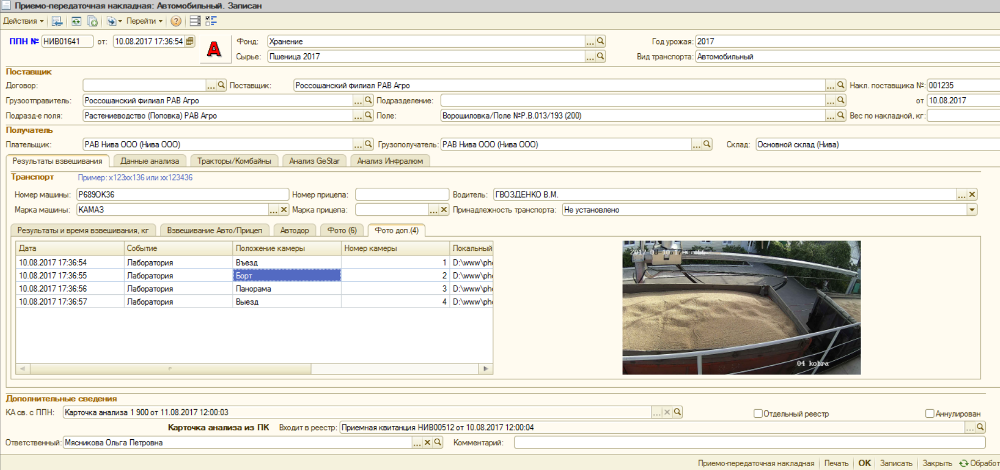 Приемо-передаточная накладная: Автомобильный. Записан
Действия Перейти
ППН № НИВ01641 от: 10.08.2017 17:36:54 А Фонд: Хранение ... Год урожая: 2017
Сырье: Пшеница 2017 ... Вид транспорта: Автомобильный
Поставщик
Договор: ... Поставщик: Россошанский филиал РАВ Агро ... Накл. поставщика №: 001235
Грузоотправитель: Россошанский филиал РАВ Агро ... Подразделение: ... от 10.08.2017
Подразд-е поля: Растениеводство (Поповка) РАВ Агро ... Поле: Ворошиловка/Поле №Р.В.013/193 (200) ... Вес по накладной, кг:
Получатель
Плательщик: РАВ Нива ООО (Нива ООО) ... Грузополучатель: РАВ Нива ООО (Нива ООО) ... Склад: Основной склад (Нива)
Результаты взвешивания Данные анализа Тракторы/Комбайны Анализ GeStar Анализ Инфралюм
Транспорт Пример: х123хх136 или хх123436
Номер машины: Р689ОК36 Номер прицепа: Водитель: ГВОЗДЕНКО В.М. ...
Марка машины: КАМАЗ ... Марка прицепа: ... Принадлежность транспорта: Не установлено
Результаты и время взвешивания, кг Взвешивание Авто/Прицеп Автодор Фото (6) Фото доп.(4)
Дата Событие Положение камеры Номер камеры Локальный
10.08.2017 17:36:54 Лаборатория Въезд 1 D:\www\pho
10.08.2017 17:36:55 Лаборатория Борт 2 D:\www\pho
10.08.2017 17:36:56 Лаборатория Панорама 3 D:\www\pho
10.08.2017 17:36:57 Лаборатория Выезд 4 D:\www\pho
2017-08-10 17:36:56
04 kobra
Дополнительные сведения
КА св. с ППН: Карточка анализа 1 900 от 11.08.2017 12:00:03 ... Отдельный реестр Аннулирован
Карточка анализа из ПК Входит в реестр: Приемная квитанция НИВ00512 от 10.08.2017 12:00:04 ...
Ответственный: Мясникова Ольга Петровна ... Комментарий:
Приемо-передаточная накладная Печать OK Записать Закрыть Обработ